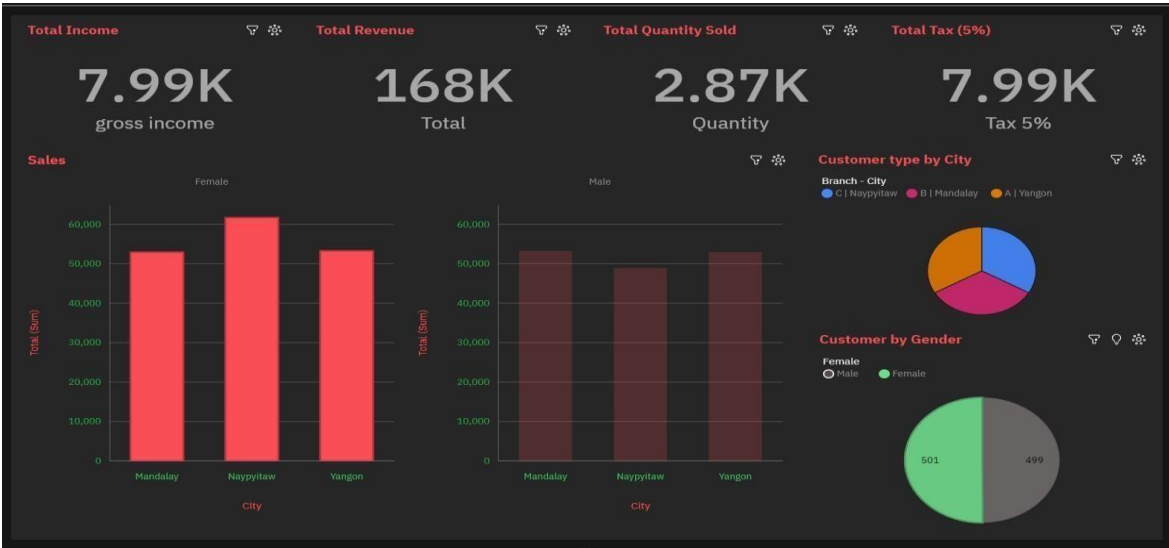 Total Income
7.99K
gross income
Total Revenue
168K
Total
Total Quantity Sold
2.87K
Quantity
Total Tax (5%)
7.99K
Tax 5%
Sales
Female
Total (Sum)
60,000
50,000
40,000
30,000
20,000
10,000
0
Mandalay
Naypyitaw
Yangon
City
Male
Total (Sum)
60,000
50,000
40,000
30,000
20,000
10,000
0
Mandalay
Naypyitaw
Yangon
City
Customer type by City
Branch - City
C | Naypyitaw B | Mandalay A | Yangon
Customer by Gender
Female
Male Female
501 499